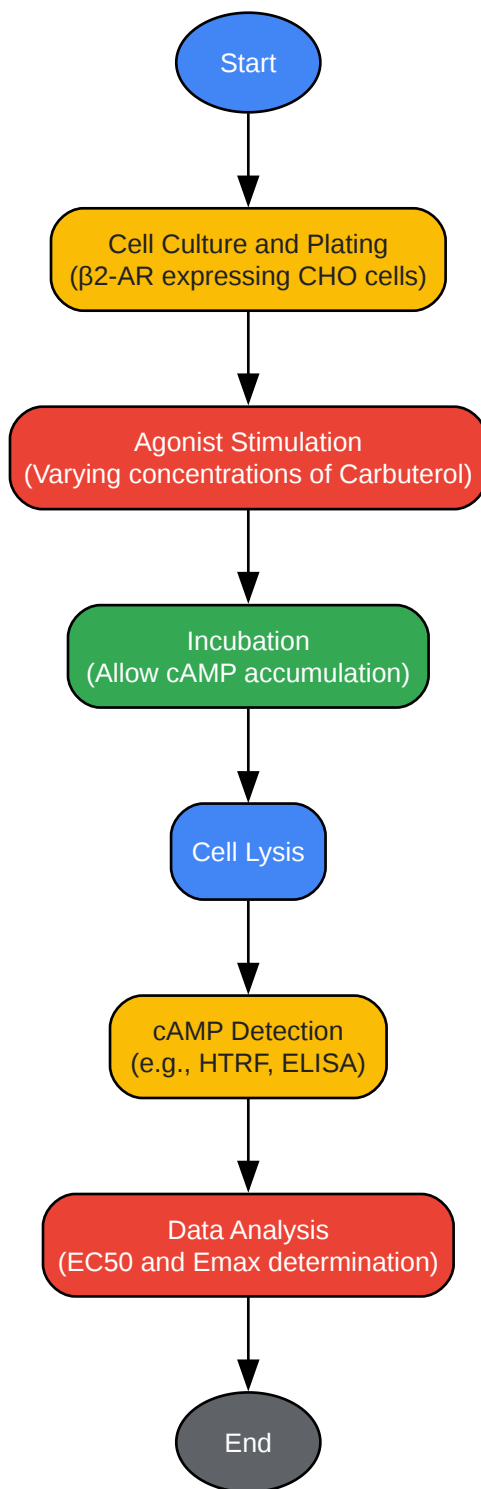 Start
Cell Culture and Plating
(β2-AR expressing CHO cells)
Agonist Stimulation
(Varying concentrations of Carbuterol)
Incubation
(Allow cAMP accumulation)
Cell Lysis
cAMP Detection
(e.g., HTRF, ELISA)
Data Analysis
(EC50 and Emax determination)
End